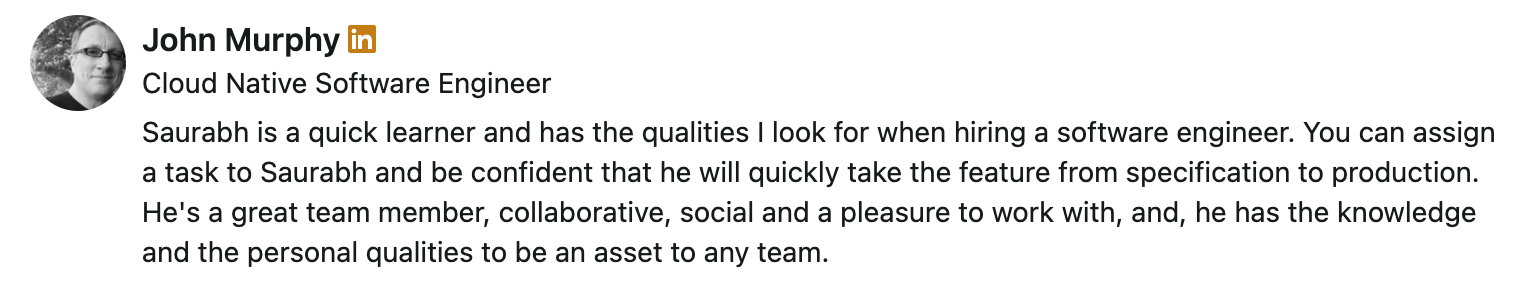 John Murphy in
Cloud Native Software Engineer
Saurabh is a quick learner and has the qualities I look for when hiring a software engineer. You can assign
a task to Saurabh and be confident that he will quickly take the feature from specification to production.
He's a great team member, collaborative, social and a pleasure to work with, and, he has the knowledge
and the personal qualities to be an asset to any team.